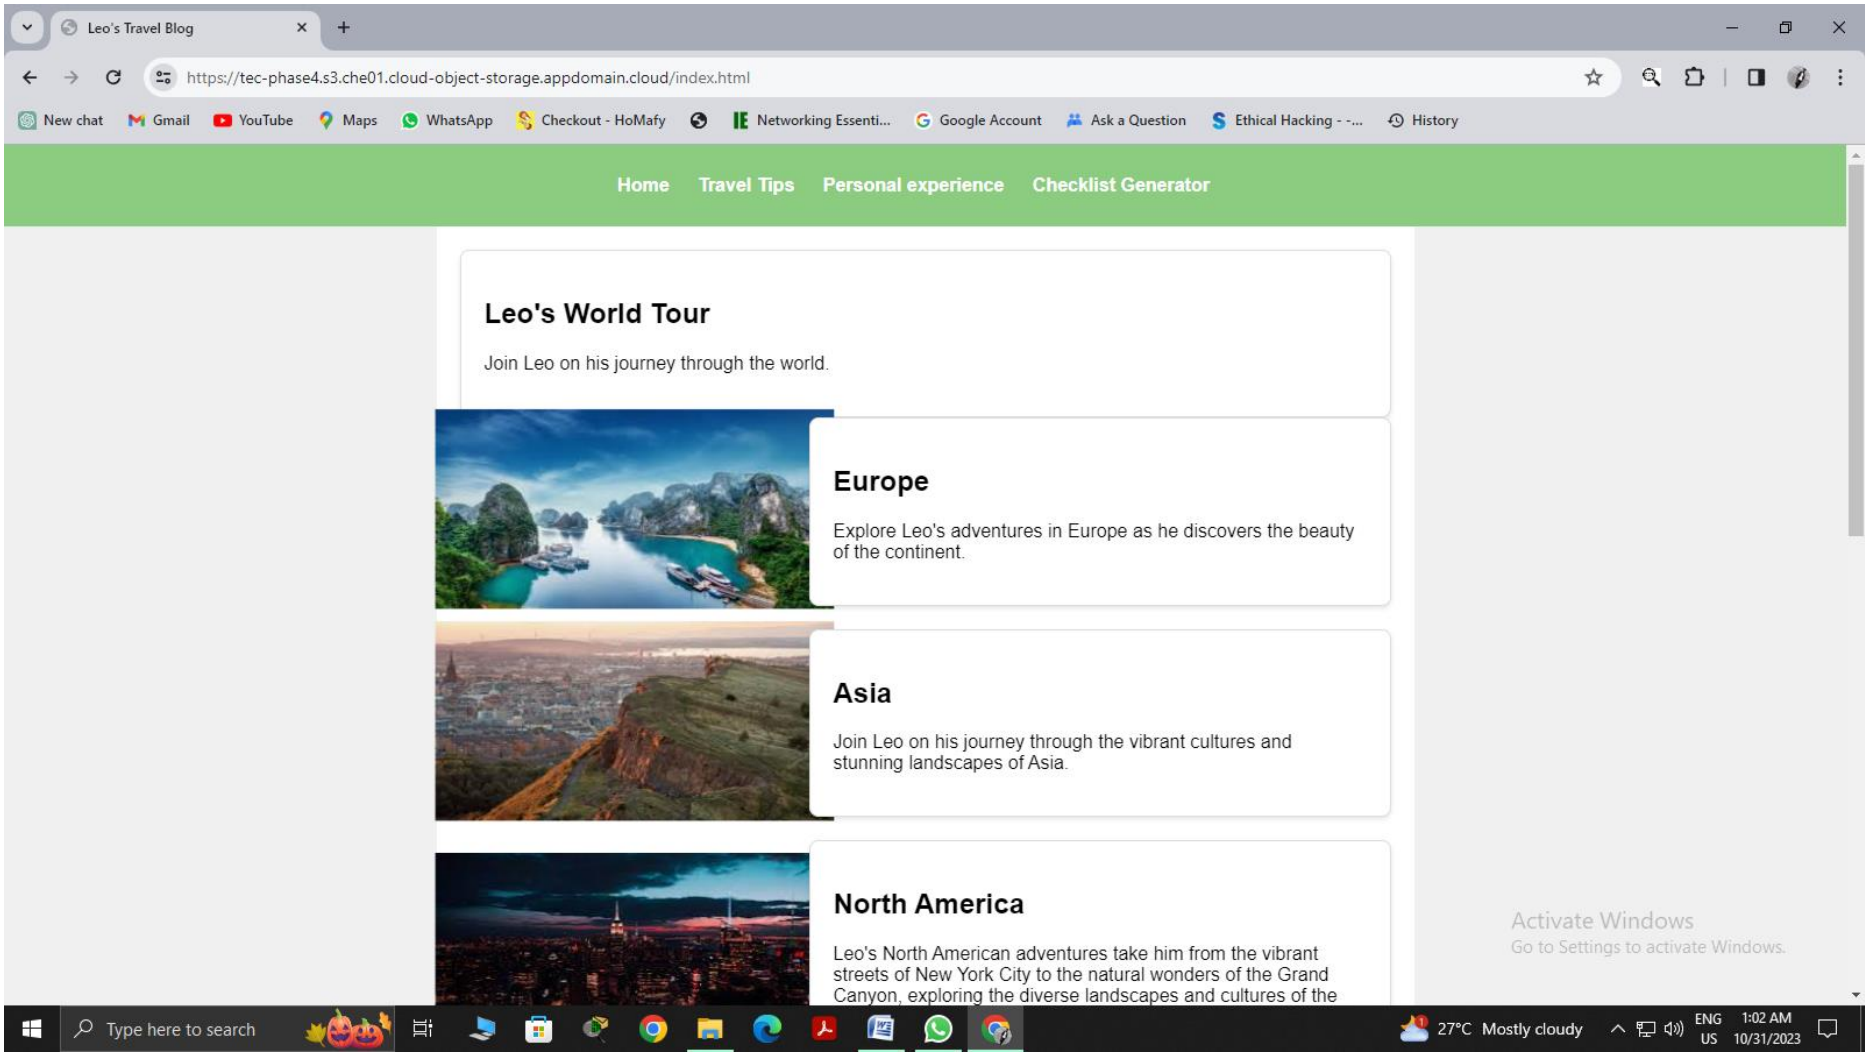 Leo's Travel Blog
https://tec-phase4.s3.che01.cloud-object-storage.appdomain.cloud/index.html
New chat Gmail YouTube Maps WhatsApp Checkout - HoMafy Networking Essenti... Google Account Ask a Question Ethical Hacking - -... History
Home Travel Tips Personal experience Checklist Generator
Leo's World Tour
Join Leo on his journey through the world.
Europe
Explore Leo's adventures in Europe as he discovers the beauty
of the continent.
Asia
Join Leo on his journey through the vibrant cultures and
stunning landscapes of Asia.
North America
Leo's North American adventures take him from the vibrant
streets of New York City to the natural wonders of the Grand
Canyon, exploring the diverse landscapes and cultures of the
Activate Windows
Go to Settings to activate Windows.
Type here to search
27°C Mostly cloudy
ENG
US
1:02 AM
10/31/2023